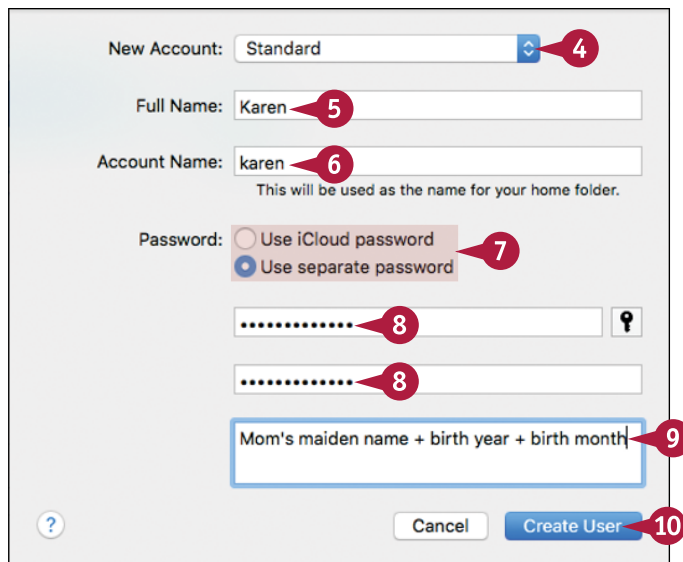 New Account: Standard 4
Full Name: Karen 5
Account Name: karen 6
This will be used as the name for your home folder.
Password: Use iCloud password
7
Use separate password
••••••••••••• 8
••••••••••••• 8
Mom's maiden name + birth year + birth month 9
? Cancel Create User 10